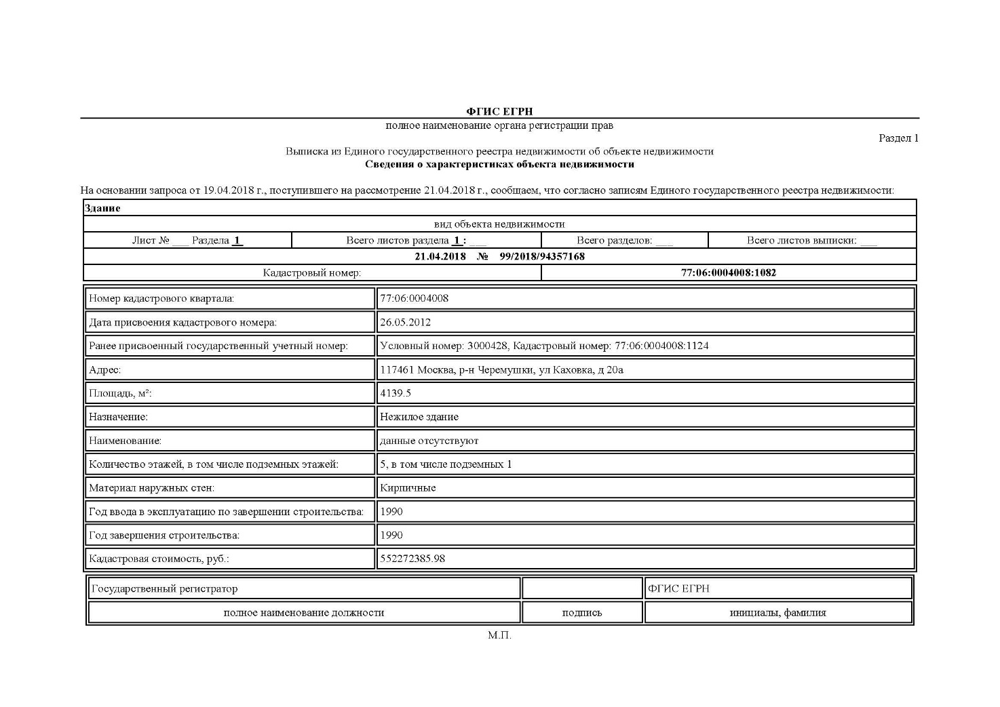 ФГИС ЕГРН
полное наименование органа регистрации прав
Раздел 1
Выписка из Единого государственного реестра недвижимости об объекте недвижимости
Сведения о характеристиках объекта недвижимости
На основании запроса от 19.04.2018 г., поступившего на рассмотрение 21.04.2018 г., сообщаем, что согласно записям Единого государственного реестра недвижимости:
Здание
вид объекта недвижимости
Лист № ___ Раздела 1 Всего листов раздела 1 : ___ Всего разделов: ___ Всего листов выписки: ___
21.04.2018 № 99/2018/94357168
Кадастровый номер: 77:06:0004008:1082
Номер кадастрового квартала: 77:06:0004008
Дата присвоения кадастрового номера: 26.05.2012
Ранее присвоенный государственный учетный номер: Условный номер: 3000428, Кадастровый номер: 77:06:0004008:1124
Адрес: 117461 Москва, р-н Черемушки, ул Каховка, д 20а
Площадь, м²: 4139.5
Назначение: Нежилое здание
Наименование: данные отсутствуют
Количество этажей, в том числе подземных этажей: 5, в том числе подземных 1
Материал наружных стен: Кирпичные
Год ввода в эксплуатацию по завершении строительства: 1990
Год завершения строительства: 1990
Кадастровая стоимость, руб.: 552272385.98
Государственный регистратор ФГИС ЕГРН
полное наименование должности подпись инициалы, фамилия
М.П.